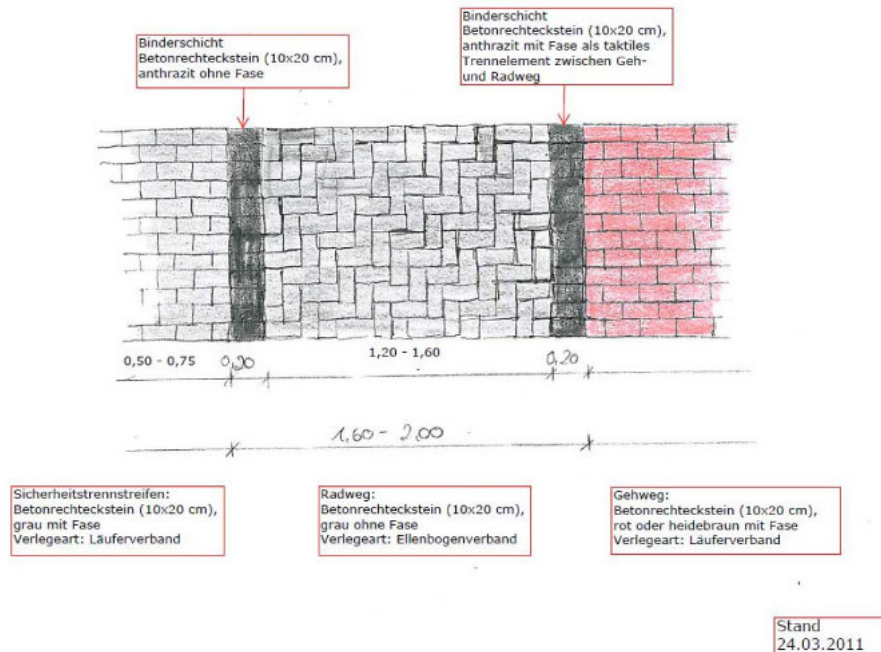 Binderschicht
Betonrechteckstein (10x20 cm),
anthrazit ohne Fase
Binderschicht
Betonrechteckstein (10x20 cm),
anthrazit mit Fase als taktiles
Trennelement zwischen Geh-
und Radweg
0,50 - 0,75
0,20
1,20 - 1,60
0,20
1,60 - 2,00
Sicherheitstrennstreifen:
Betonrechteckstein (10x20 cm),
grau mit Fase
Verlegeart: Läuferverband
Radweg:
Betonrechteckstein (10x20 cm),
grau ohne Fase
Verlegeart: Ellenbogenverband
Gehweg:
Betonrechteckstein (10x20 cm),
rot oder heidebraun mit Fase
Verlegeart: Läuferverband
Stand
24.03.2011